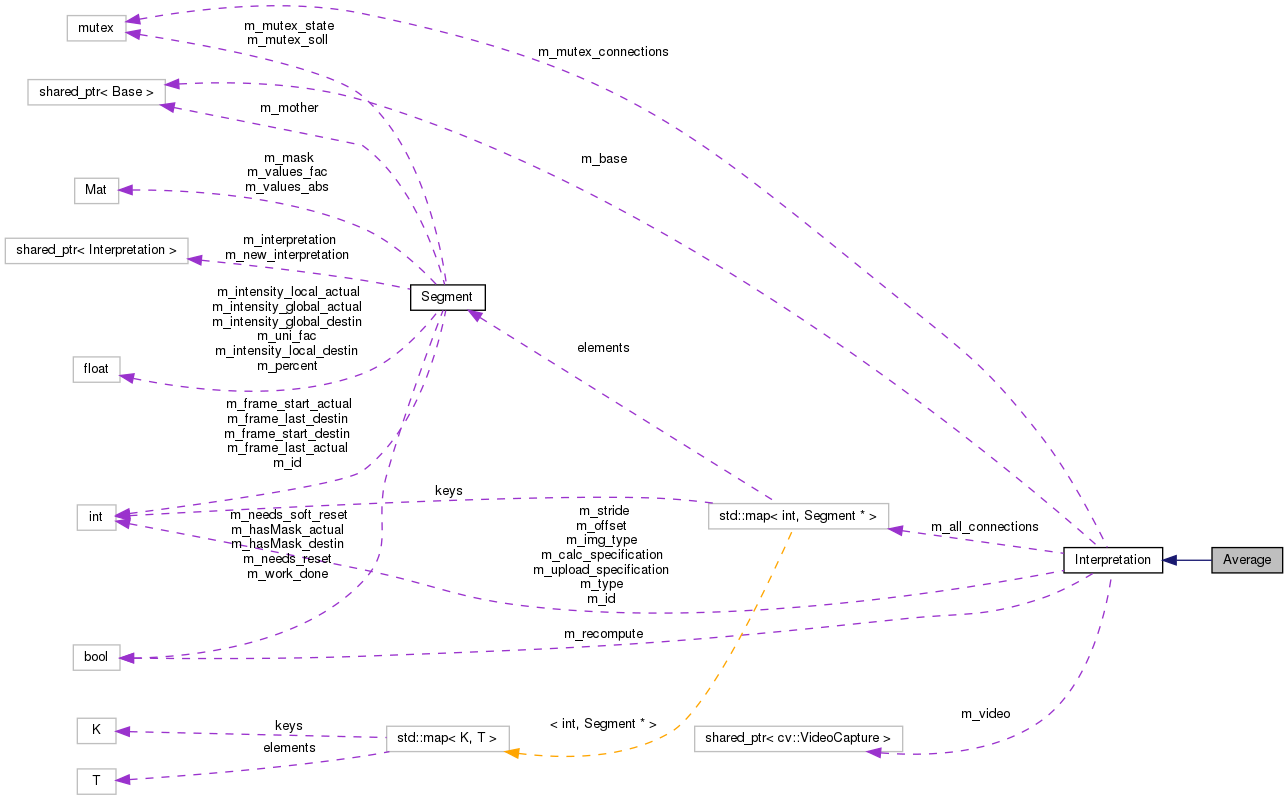 mutex
m_mutex_state
m_mutex_soll
m_mutex_connections
shared_ptr< Base >
m_mother
m_base
Mat
m_mask
m_values_fac
m_values_abs
shared_ptr< Interpretation >
m_interpretation
m_new_interpretation
Segment
m_intensity_local_actual
m_intensity_global_actual
m_intensity_global_destin
m_uni_fac
m_intensity_local_destin
m_percent
float
elements
m_frame_start_actual
m_frame_last_destin
m_frame_start_destin
m_frame_last_actual
m_id
int
keys
m_needs_soft_reset
m_hasMask_actual
m_hasMask_destin
m_needs_reset
m_work_done
m_stride
m_offset
m_img_type
m_calc_specification
m_upload_specification
m_type
m_id
std::map< int, Segment * >
m_all_connections
Interpretation
Average
bool
m_recompute
K
keys
elements
T
std::map< K, T >
< int, Segment * >
shared_ptr< cv::VideoCapture >
m_video